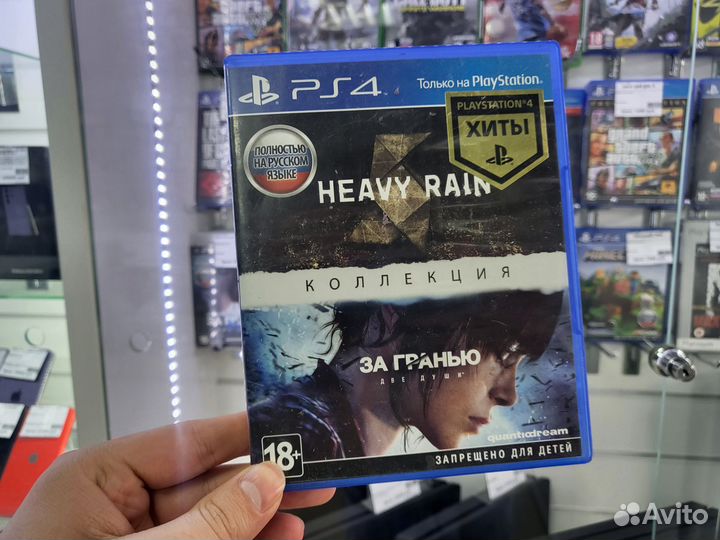 PS4
Только на PlayStation
PLAYSTATION®4
ХИТЫ
ПОЛНОСТЬЮ
НА РУССКОМ
ЯЗЫКЕ
HEAVY RAIN
КОЛЛЕКЦИЯ
ЗА ГРАНЬЮ
ДВЕ ДУШИ
quanticdream
18+
ЗАПРЕЩЕНО ДЛЯ ДЕТЕЙ
Avito